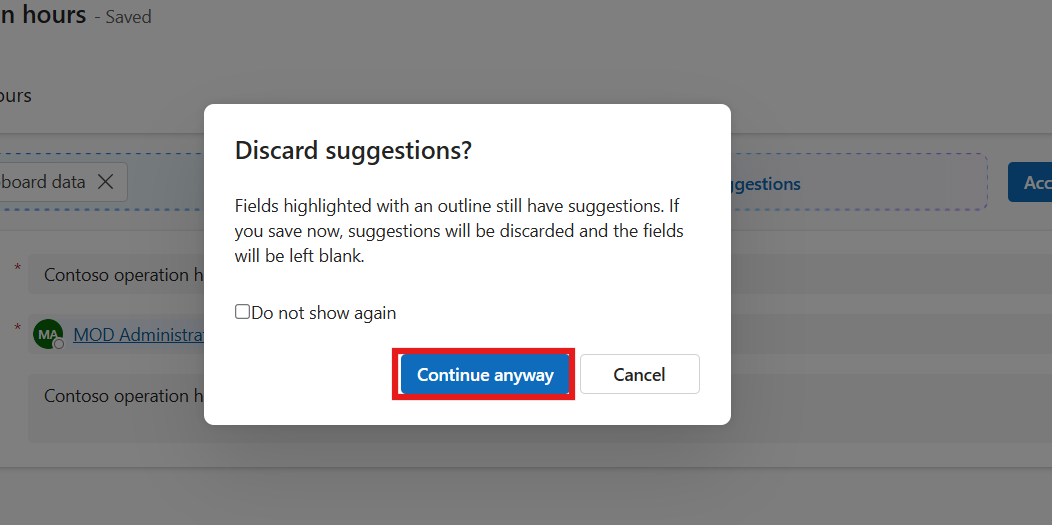 n hours - Saved
ours
board data
ggestions
Acc
Discard suggestions?
Fields highlighted with an outline still have suggestions. If
you save now, suggestions will be discarded and the fields
will be left blank.
Do not show again
Continue anyway
Cancel
* Contoso operation h
* MA MOD Administra
Contoso operation h